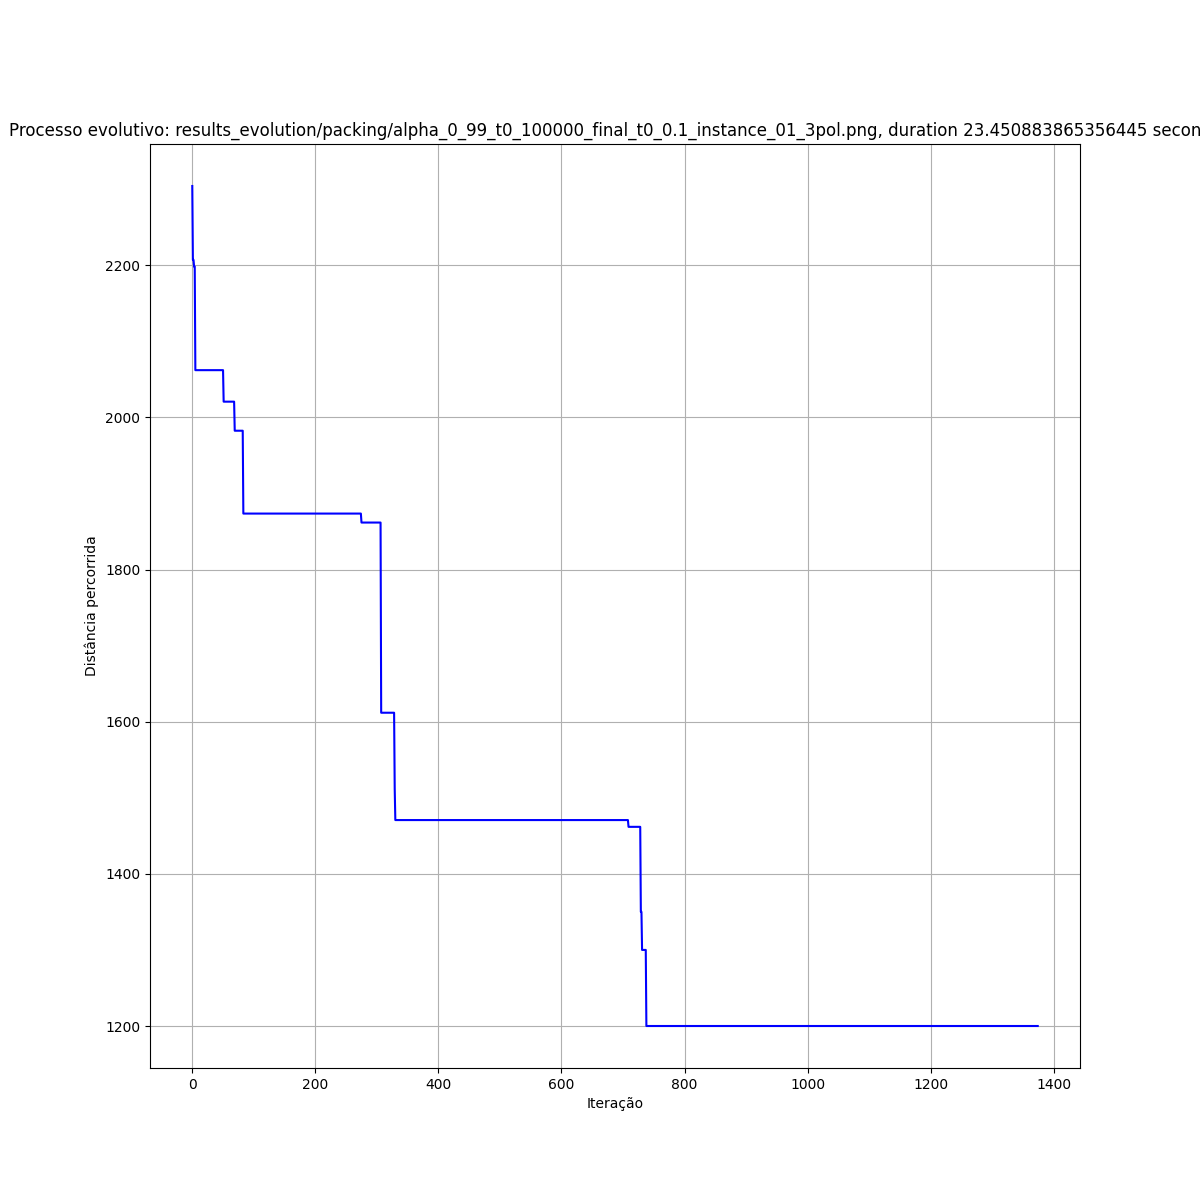 Processo evolutivo: results_evolution/packing/alpha_0_99_t0_100000_final_t0_0.1_instance_01_3pol.png, duration 23.450883865356445 secon
2200
2000
1800
1600
1400
1200
Distância percorrida
0 200 400 600 800 1000 1200 1400
Iteração